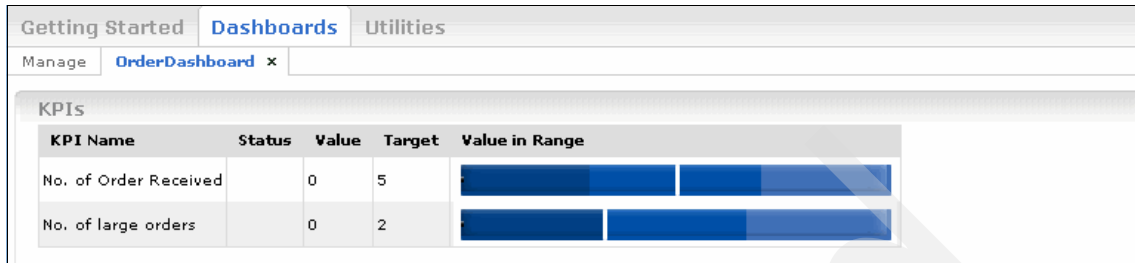 Getting Started Dashboards Utilities
Manage OrderDashboard ×
KPIs
KPI Name Status Value Target Value in Range
No. of Order Received 0 5
No. of large orders 0 2